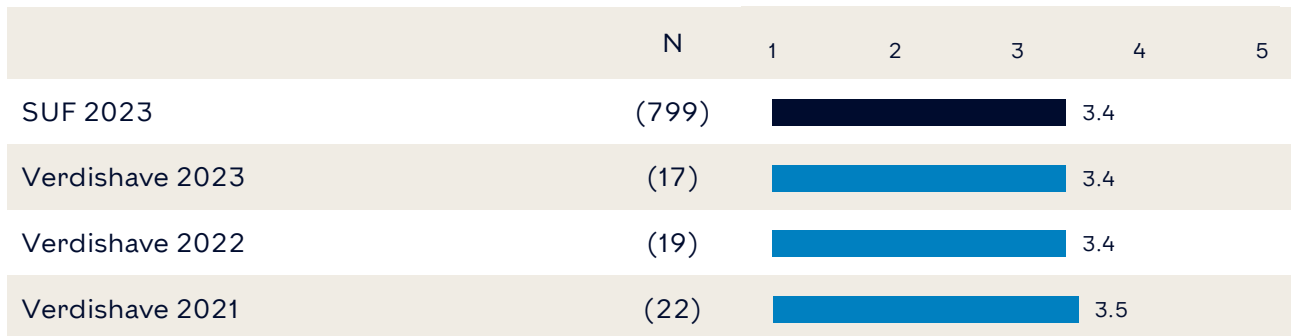 N 1 2 3 4 5
SUF 2023 (799) 3.4
Verdishave 2023 (17) 3.4
Verdishave 2022 (19) 3.4
Verdishave 2021 (22) 3.5